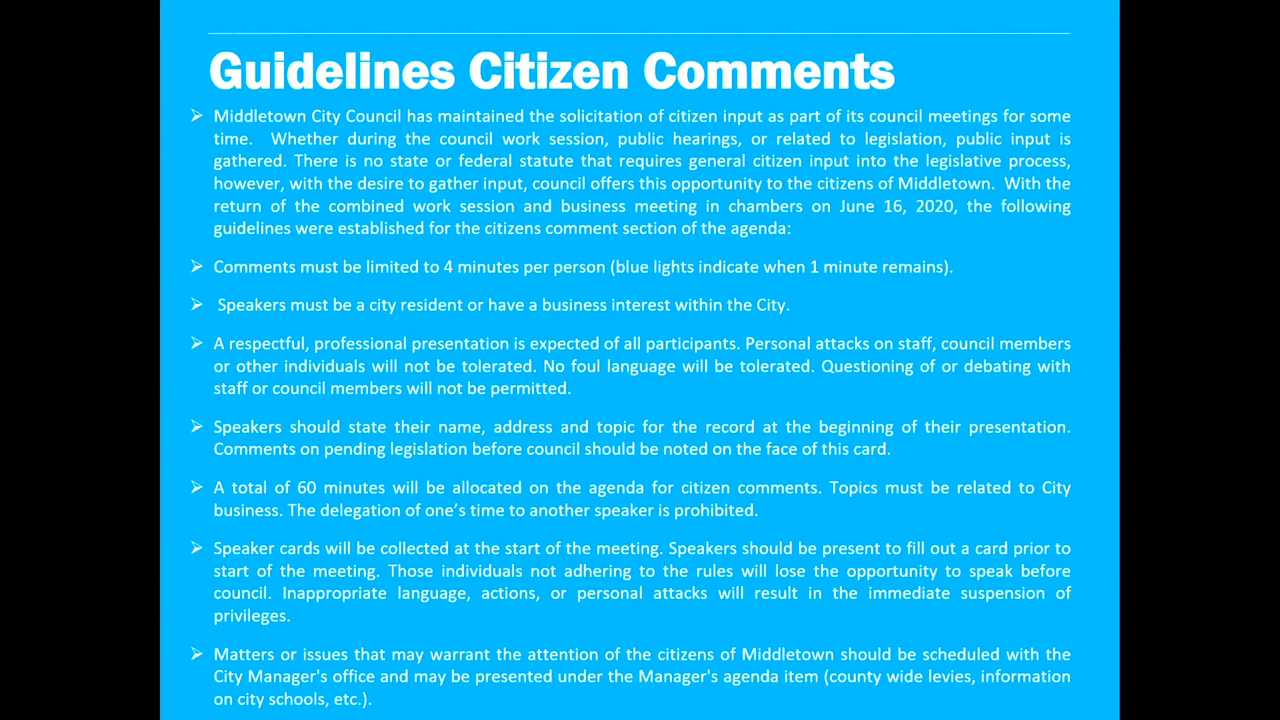 Guidelines Citizen Comments
➢ Middletown City Council has maintained the solicitation of citizen input as part of its council meetings for some
time.  Whether during the council work session, public hearings, or related to legislation, public input is
gathered. There is no state or federal statute that requires general citizen input into the legislative process,
however, with the desire to gather input, council offers this opportunity to the citizens of Middletown.  With the
return of the combined work session and business meeting in chambers on June 16, 2020, the following
guidelines were established for the citizens comment section of the agenda:
➢ Comments must be limited to 4 minutes per person (blue lights indicate when 1 minute remains).
➢ Speakers must be a city resident or have a business interest within the City.
➢ A respectful, professional presentation is expected of all participants. Personal attacks on staff, council members
or other individuals will not be tolerated. No foul language will be tolerated. Questioning of or debating with
staff or council members will not be permitted.
➢ Speakers should state their name, address and topic for the record at the beginning of their presentation.
Comments on pending legislation before council should be noted on the face of this card.
➢ A total of 60 minutes will be allocated on the agenda for citizen comments. Topics must be related to City
business. The delegation of one’s time to another speaker is prohibited.
➢ Speaker cards will be collected at the start of the meeting. Speakers should be present to fill out a card prior to
start of the meeting. Those individuals not adhering to the rules will lose the opportunity to speak before
council. Inappropriate language, actions, or personal attacks will result in the immediate suspension of
privileges.
➢ Matters or issues that may warrant the attention of the citizens of Middletown should be scheduled with the
City Manager's office and may be presented under the Manager's agenda item (county wide levies, information
on city schools, etc.).